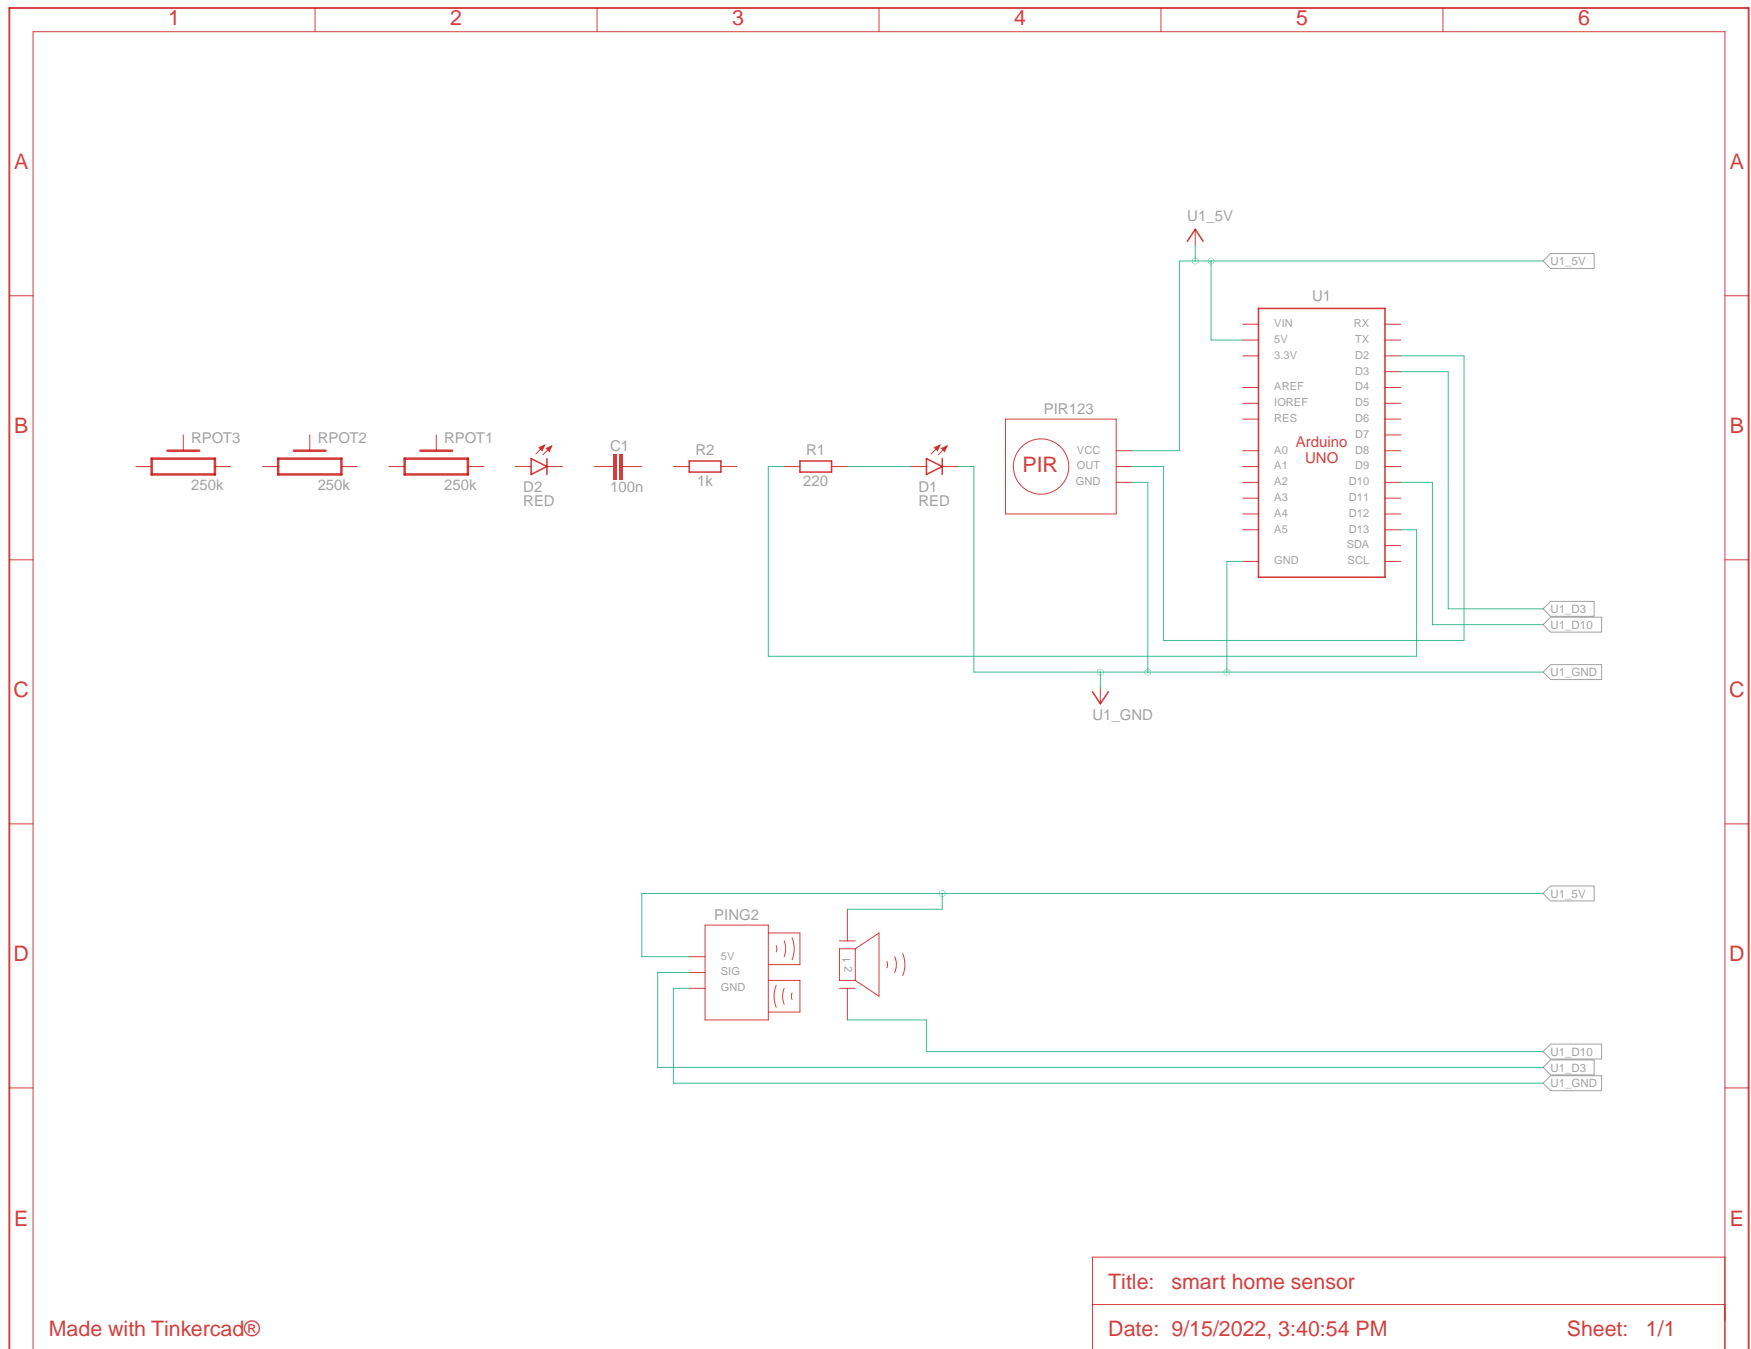 1 2 3 4 5 6
A A
U1_5V
U1_5V
B B
U1
VIN RX
5V TX
3.3V D2
D3
AREF D4
IOREF D5
RES D6
D7
A0 D8
A1 D9
A2 D10
A3 D11
A4 D12
A5 D13
SDA
GND SCL
Arduino
UNO
PIR123
PIR
VCC
OUT
GND
RPOT3
250k
RPOT2
250k
RPOT1
250k
D2
RED
C1
100n
R2
1k
R1
220
D1
RED
U1_D3
U1_D10
U1_GND
C C
U1_GND
U1_5V
D D
PING2
5V
SIG
GND
1 2
U1_D10
U1_D3
U1_GND
E E
Title: smart home sensor
Made with Tinkercad®
Date: 9/15/2022, 3:40:54 PM Sheet: 1/1